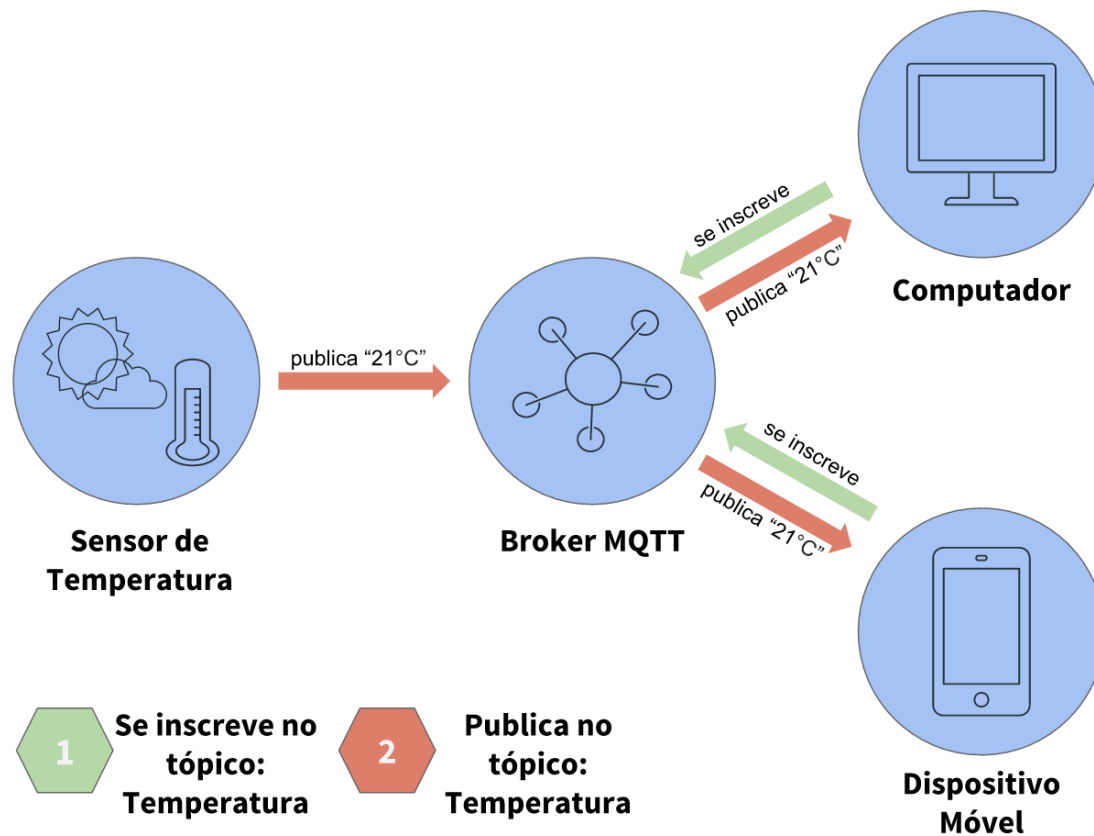 se inscreve
publica “21°C”
Computador
publica “21°C”
Sensor de
Temperatura
Broker MQTT
se inscreve
publica “21°C”
Dispositivo
Móvel
1
Se inscreve no
tópico:
Temperatura
2
Publica no
tópico:
Temperatura